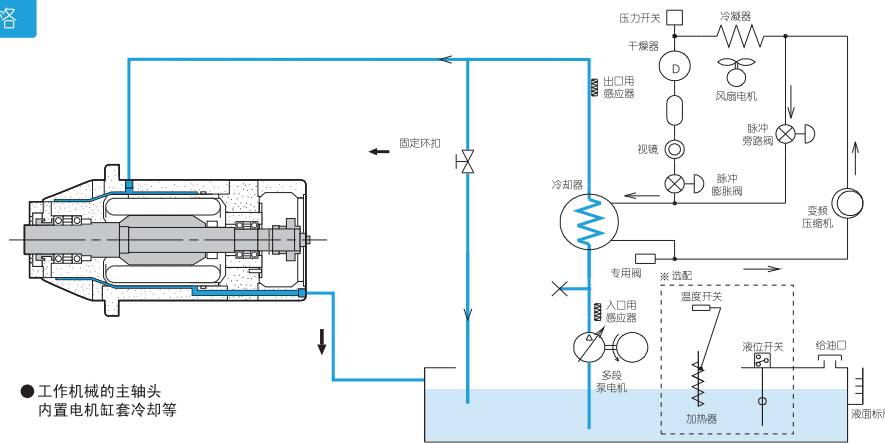 格
压力开关
冷凝器
干燥器
D
出口用
感应器
风扇电机
脉冲
旁路阀
固定环扣
视镜
脉冲
膨胀阀
冷却器
变频
压缩机
专用阀
※ 选配
温度开关
入口用
感应器
液位开关
给油口
多段
泵电机
加热器
液面标
●工作机械的主轴头
内置电机缸套冷却等